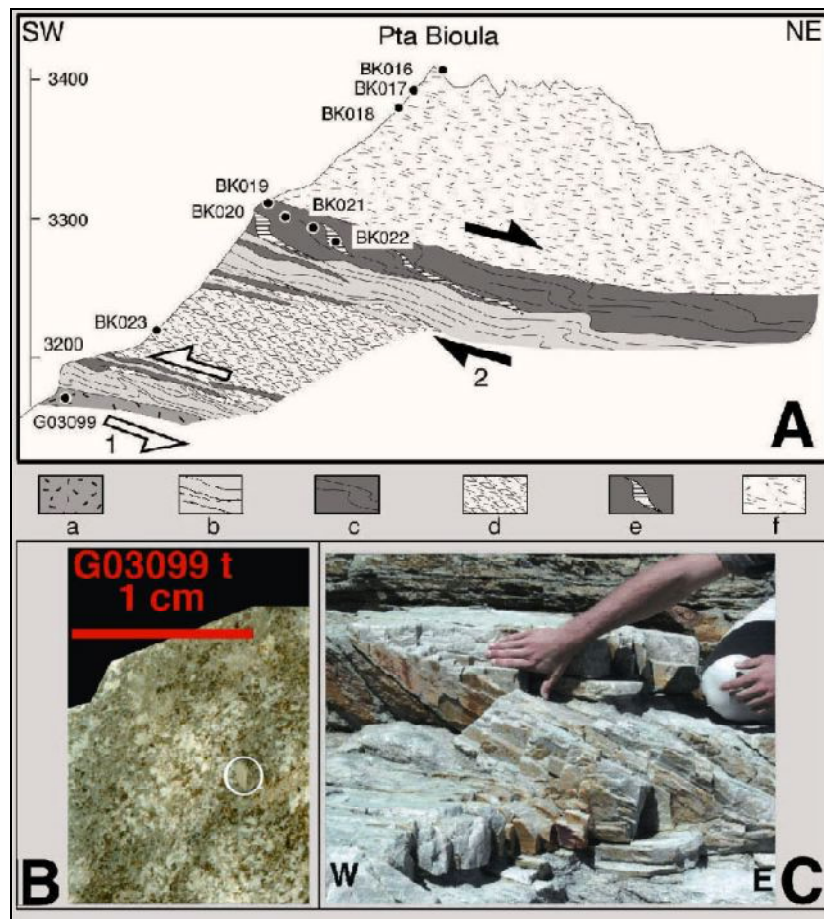 SW
Pta Bioula
NE
3400
BK016
BK017
BK018
3300
BK019
BK020
BK021
BK022
BK023
3200
2
G03099
1
A
a
b
c
d
e
f
G03099 t
1 cm
B
W
E
C